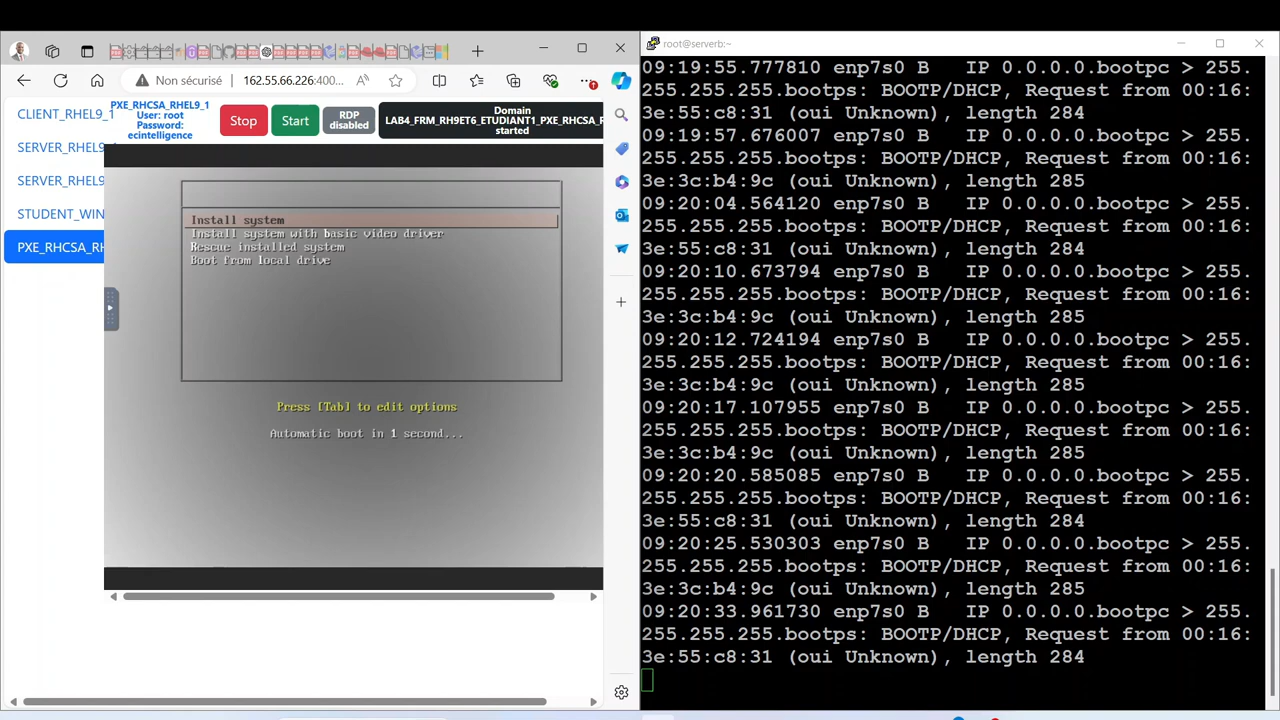 Non sécurisé
162.55.66.226:400...
CLIENT_RHEL9_1
SERVER_RHEL9
SERVER_RHEL9
STUDENT_WIN
PXE_RHCSA_RH
PXE_RHCSA_RHEL9_1
User: root
Password:
ecintelligence
Stop
Start
RDP
disabled
Domain
LAB4_FRM_RH9ET6_ETUDIANT1_PXE_RHCSA_R
started
Install system
Install system with basic video driver
Rescue installed system
Boot from local drive
Press [Tab] to edit options
Automatic boot in 1 second...
root@serverb:~
09:19:55.777810 enp7s0 B   IP 0.0.0.0.bootpc > 255.
255.255.255.bootps: BOOTP/DHCP, Request from 00:16:
3e:55:c8:31 (oui Unknown), length 284
09:19:57.676007 enp7s0 B   IP 0.0.0.0.bootpc > 255.
255.255.255.bootps: BOOTP/DHCP, Request from 00:16:
3e:3c:b4:9c (oui Unknown), length 285
09:20:04.564120 enp7s0 B   IP 0.0.0.0.bootpc > 255.
255.255.255.bootps: BOOTP/DHCP, Request from 00:16:
3e:55:c8:31 (oui Unknown), length 284
09:20:10.673794 enp7s0 B   IP 0.0.0.0.bootpc > 255.
255.255.255.bootps: BOOTP/DHCP, Request from 00:16:
3e:3c:b4:9c (oui Unknown), length 285
09:20:12.724194 enp7s0 B   IP 0.0.0.0.bootpc > 255.
255.255.255.bootps: BOOTP/DHCP, Request from 00:16:
3e:3c:b4:9c (oui Unknown), length 285
09:20:17.107955 enp7s0 B   IP 0.0.0.0.bootpc > 255.
255.255.255.bootps: BOOTP/DHCP, Request from 00:16:
3e:3c:b4:9c (oui Unknown), length 285
09:20:20.585085 enp7s0 B   IP 0.0.0.0.bootpc > 255.
255.255.255.bootps: BOOTP/DHCP, Request from 00:16:
3e:55:c8:31 (oui Unknown), length 284
09:20:25.530303 enp7s0 B   IP 0.0.0.0.bootpc > 255.
255.255.255.bootps: BOOTP/DHCP, Request from 00:16:
3e:3c:b4:9c (oui Unknown), length 285
09:20:33.961730 enp7s0 B   IP 0.0.0.0.bootpc > 255.
255.255.255.bootps: BOOTP/DHCP, Request from 00:16:
3e:55:c8:31 (oui Unknown), length 284